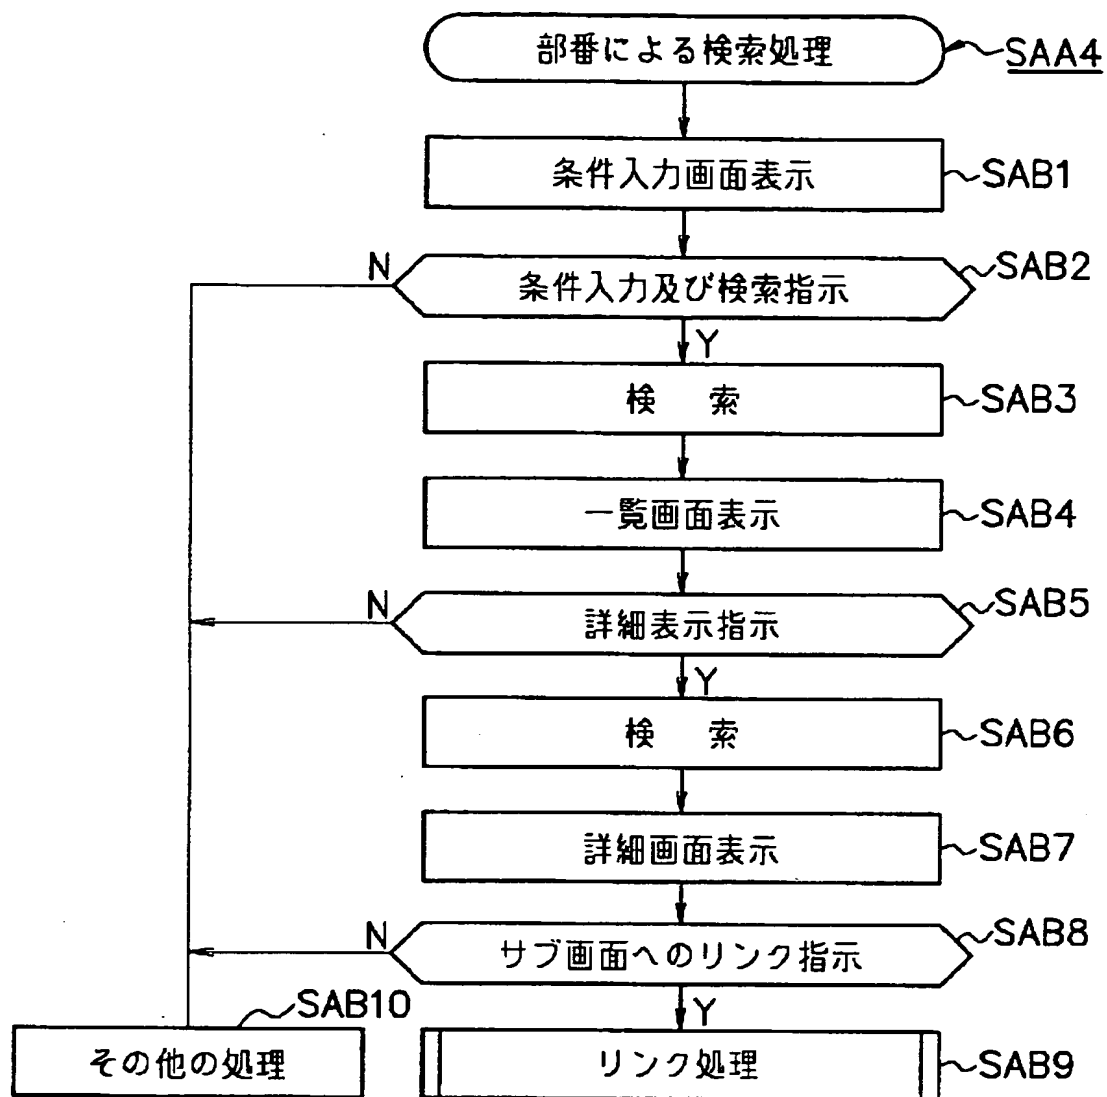 部番による検索処理
SAA4
条件入力画面表示
SAB1
N
条件入力及び検索指示
SAB2
Y
検 索
SAB3
一覧画面表示
SAB4
N
詳細表示指示
SAB5
Y
検 索
SAB6
詳細画面表示
SAB7
N
サブ画面へのリンク指示
SAB8
Y
SAB10
その他の処理
リンク処理
SAB9